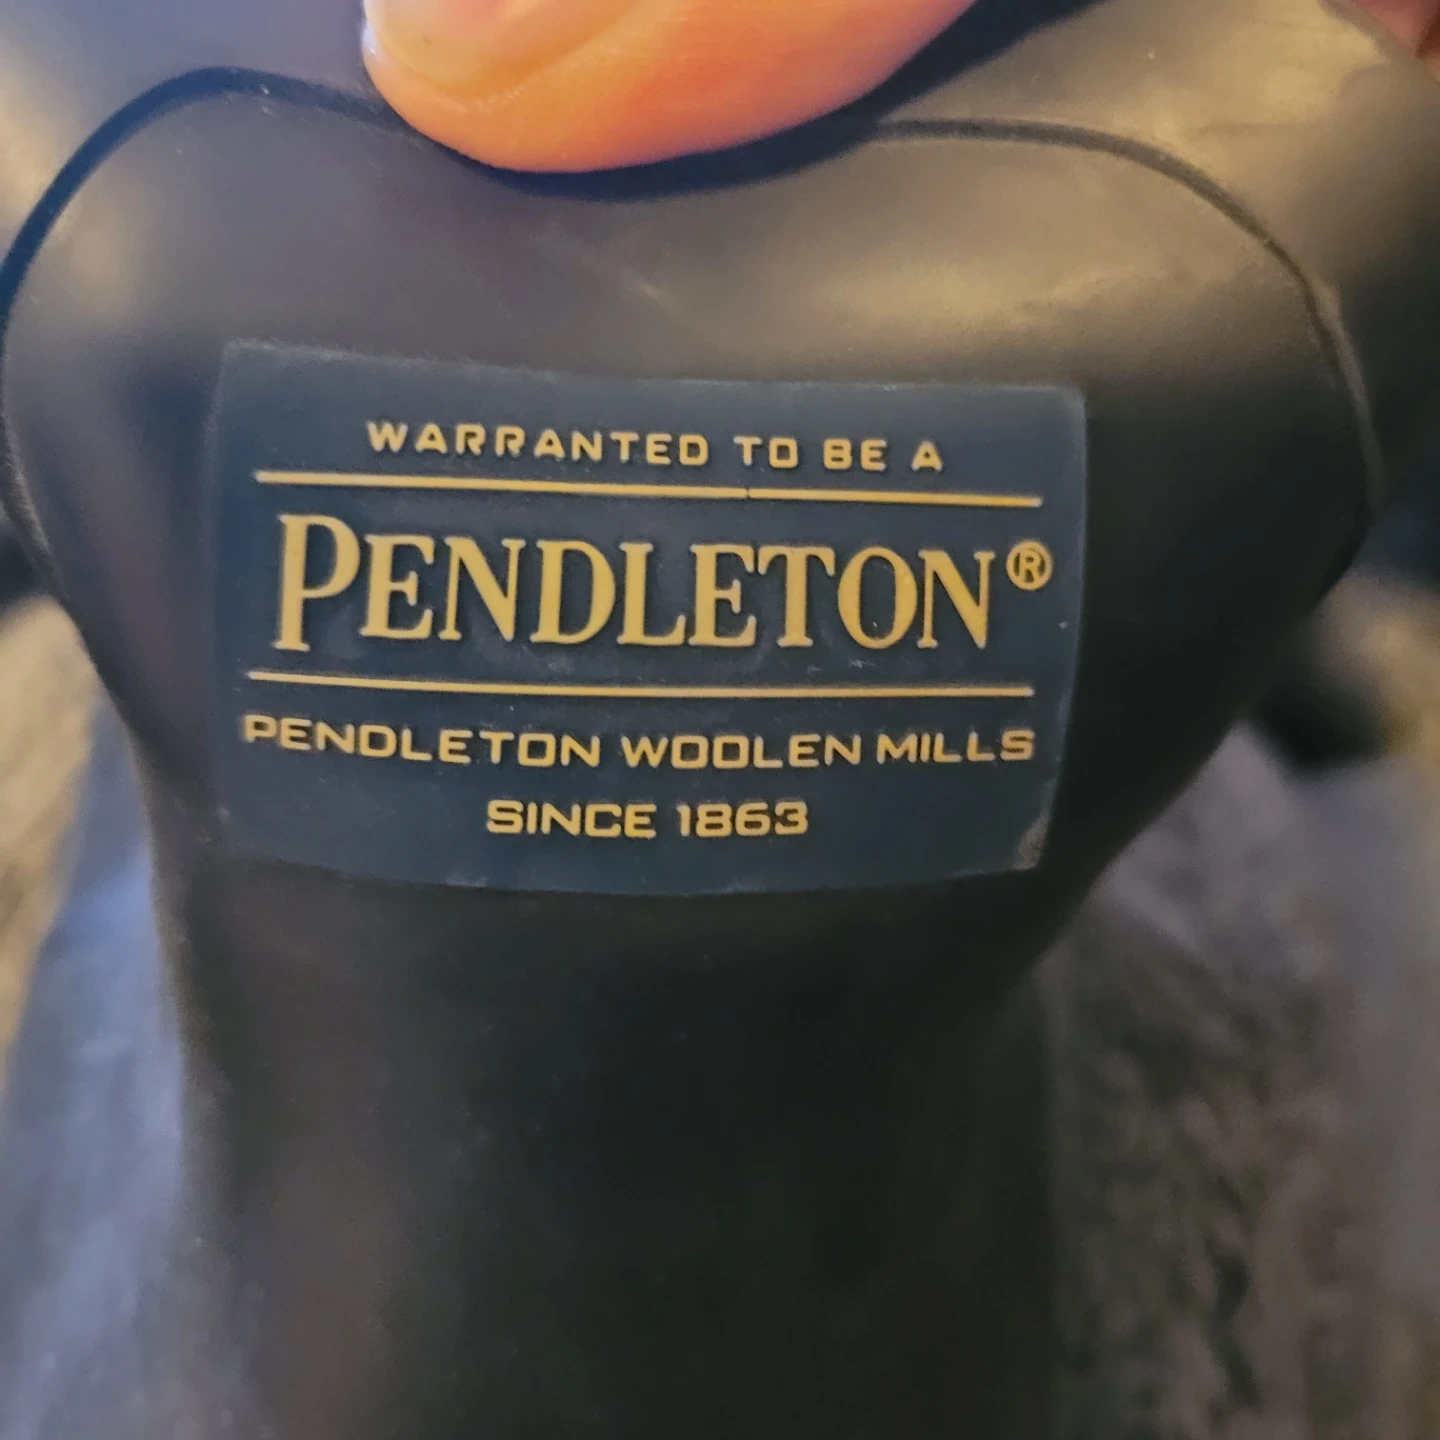 WARRANTED TO BE A
PENDLETON®
PENDLETON WOOLEN MILLS
SINCE 1863